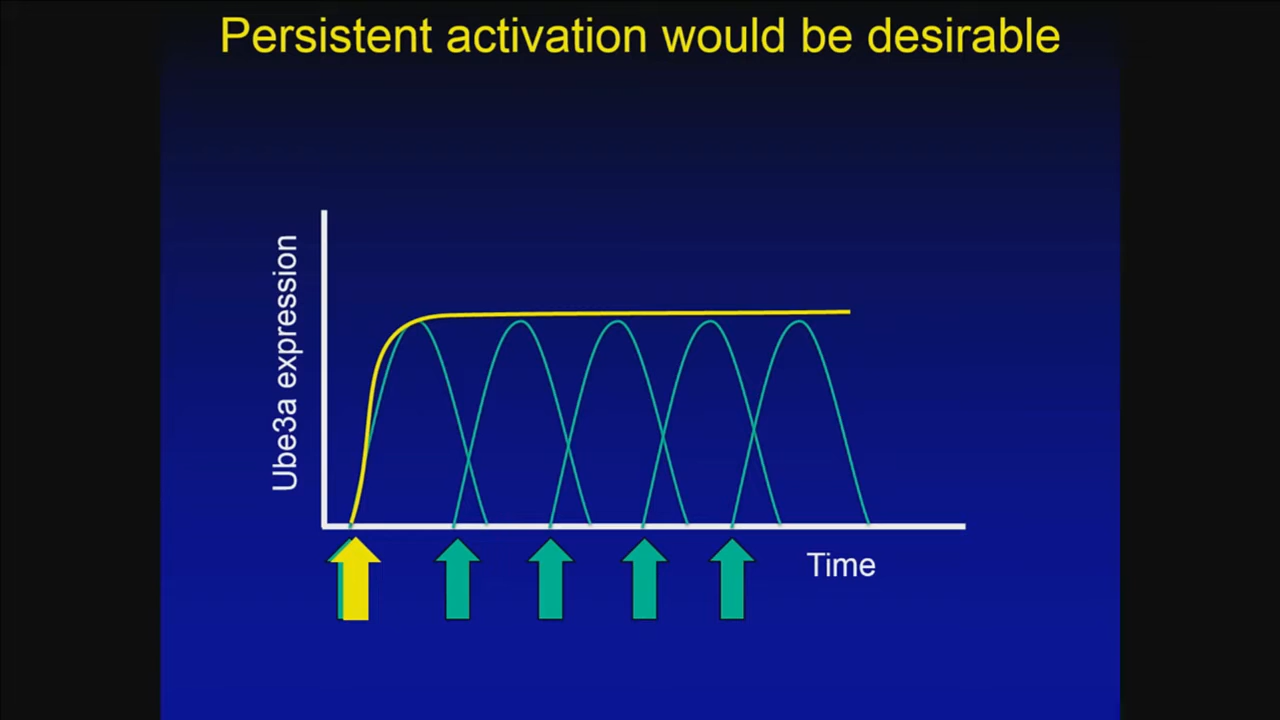 Persistent activation would be desirable
Ube3a expression
Time